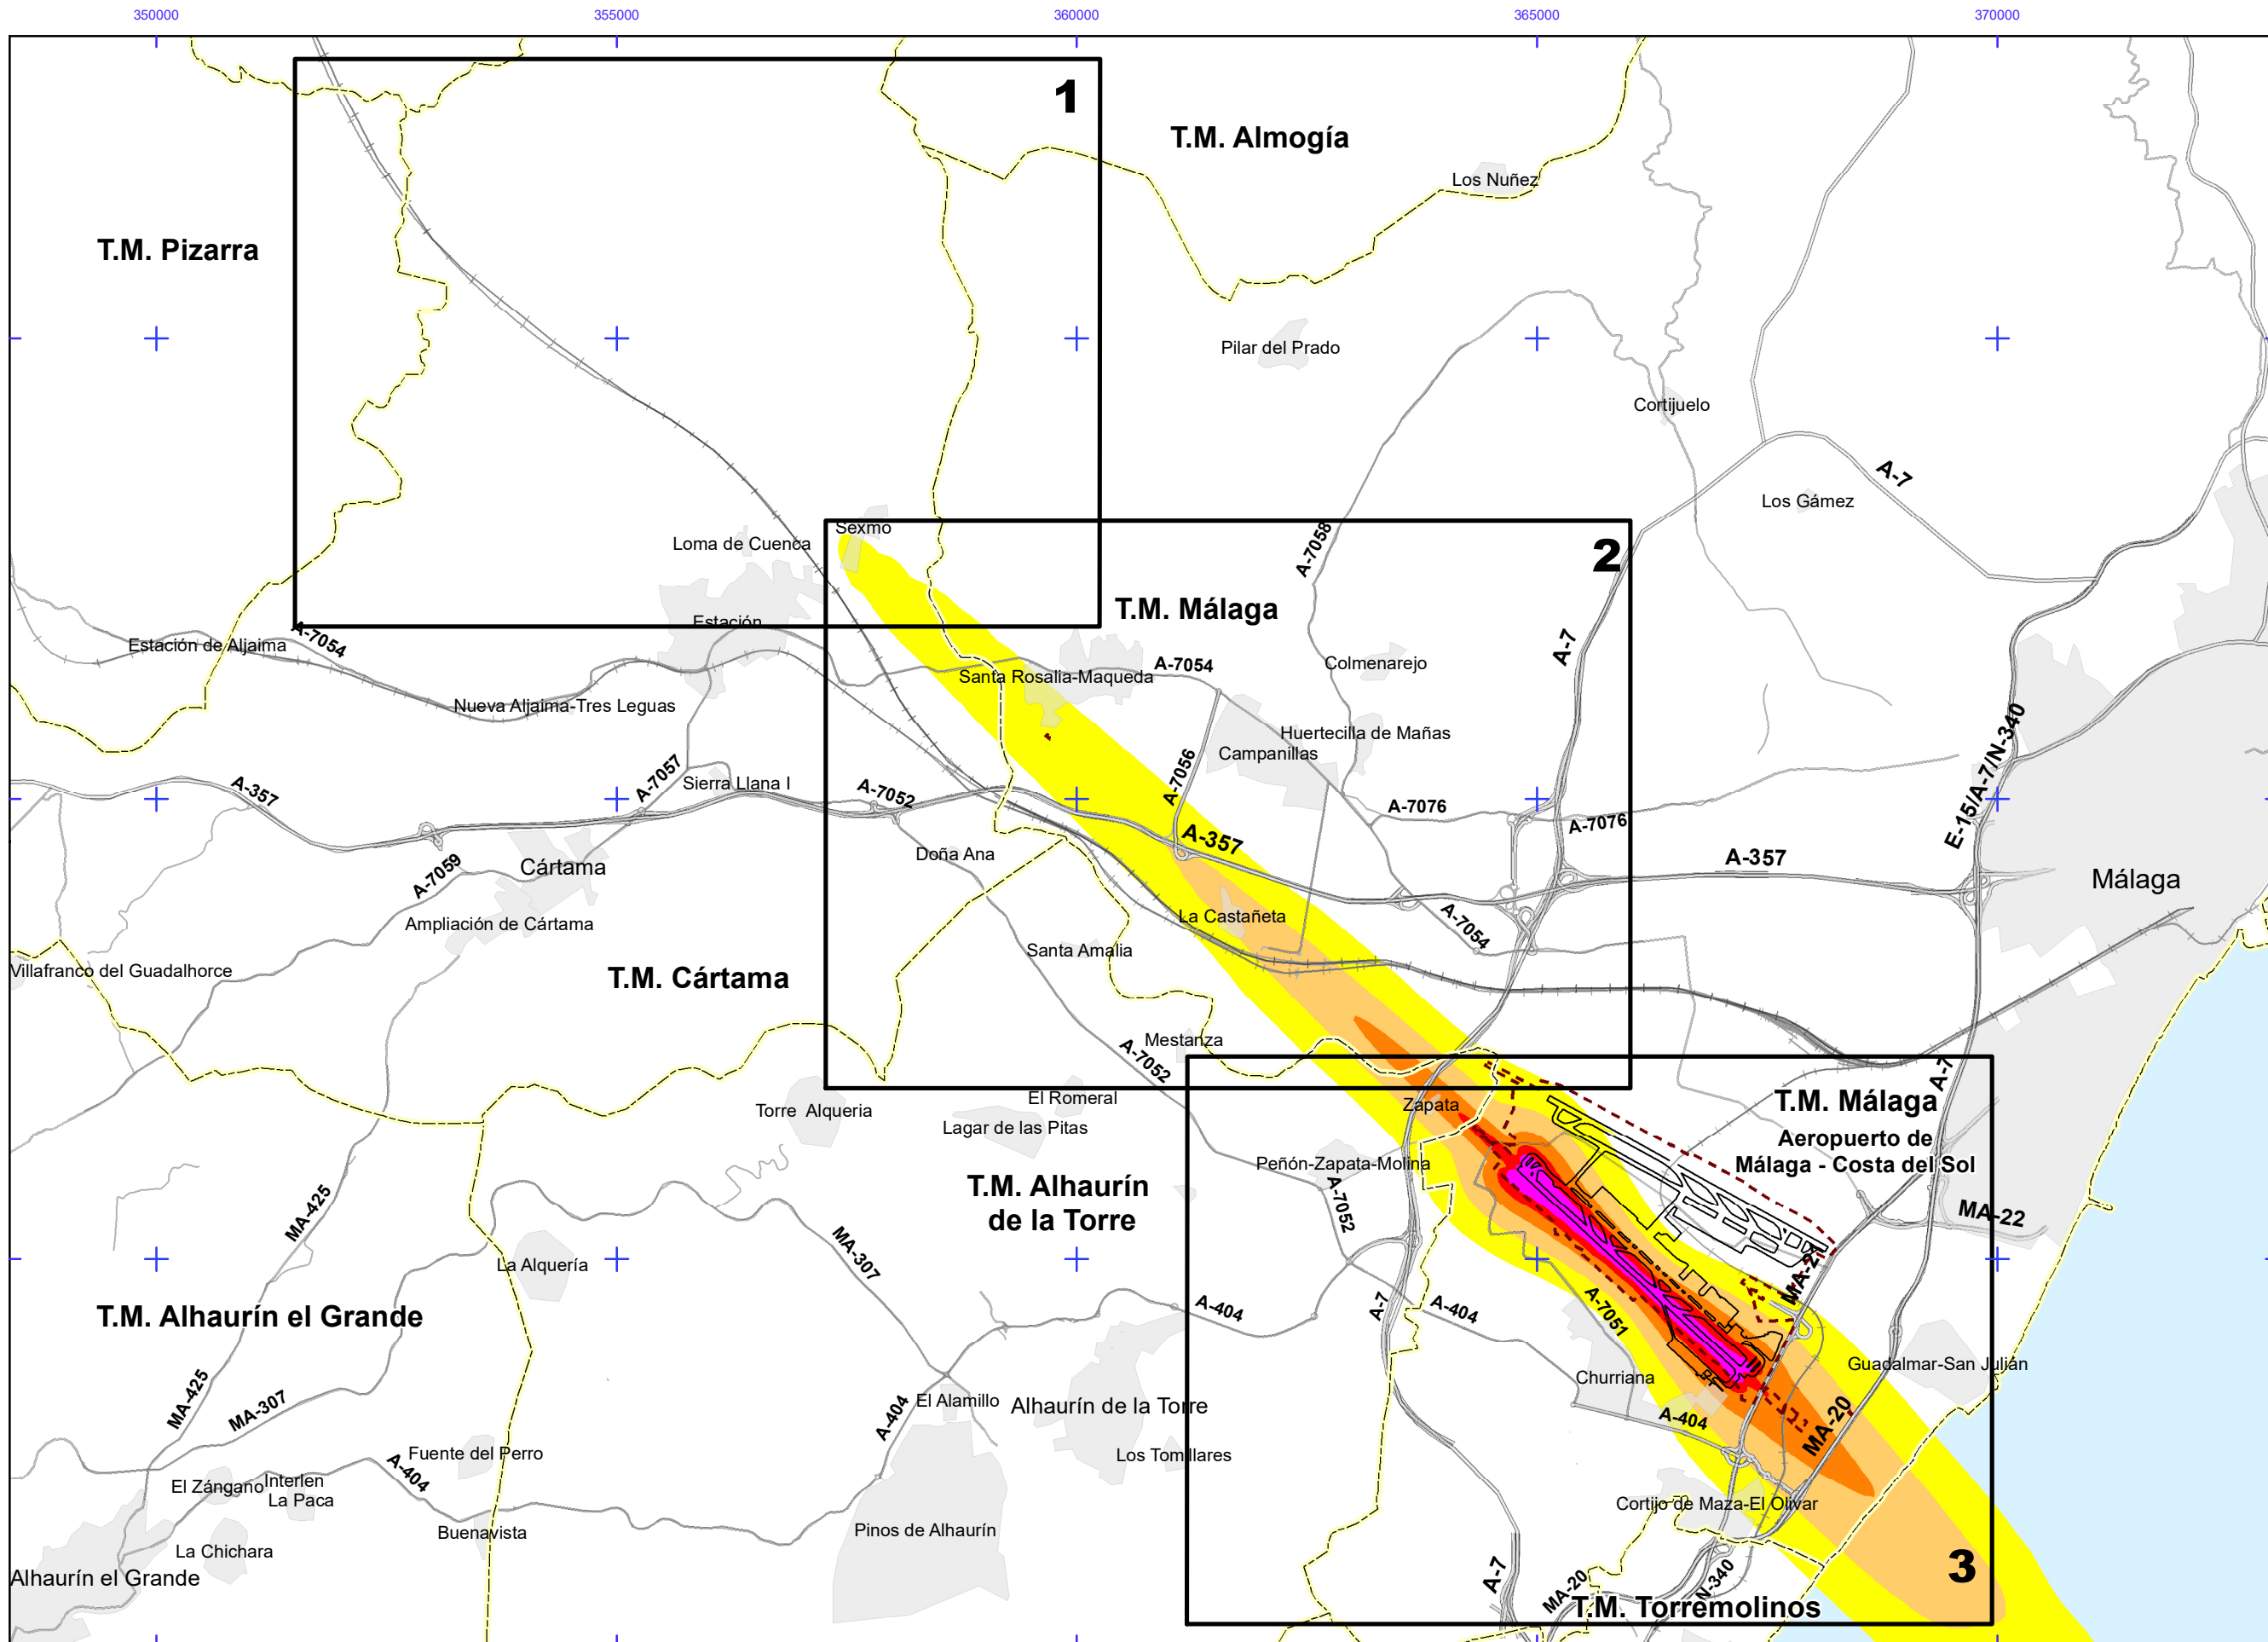 350000
355000
360000
365000
370000
1
T.M. Almogía
Los Nuñez
T.M. Pizarra
Pilar del Prado
Cortijuelo
A-7
Los Gámez
Sexmo
Loma de Cuenca
A-7058
2
Estación
T.M. Málaga
A-7054
Estación de Aljaima
A-7
A-7054
Colmenarejo
Santa Rosalia-Maqueda
Nueva Aljaima-Tres Leguas
Huertecilla de Mañas
Campanillas
E-15/A-7/N-340
A-7057
Sierra Llana I
A-7056
A-357
A-7052
A-7076
A-7076
A-357
A-357
Doña Ana
Cártama
A-7059
Málaga
La Castañeta
Ampliación de Cártama
A-7054
Santa Amalia
Villafranco del Guadalhorce
T.M. Cártama
Mestanza
A-7052
A-7
El Romeral
Zapata
T.M. Málaga
Torre Alqueria
Lagar de las Pitas
Aeropuerto de
Málaga - Costa del Sol
Peñón-Zapata-Molina
T.M. Alhaurín
de la Torre
A-7052
MA-22
MA-425
MA-307
La Alquería
MA-21
T.M. Alhaurín el Grande
A-404
A-7
A-404
A-7051
Guadalmar-San Julián
Churriana
MA-425
MA-307
El Alamillo
Alhaurín de la Torre
A-404
A-404
MA-20
Fuente del Perro
Los Tomillares
A-404
El Zángano
Interlen
La Paca
Cortijo de Maza-El Olivar
Buenavista
Pinos de Alhaurín
La Chichara
3
Alhaurín el Grande
A-7
MA-20
N-340
T.M. Torremolinos